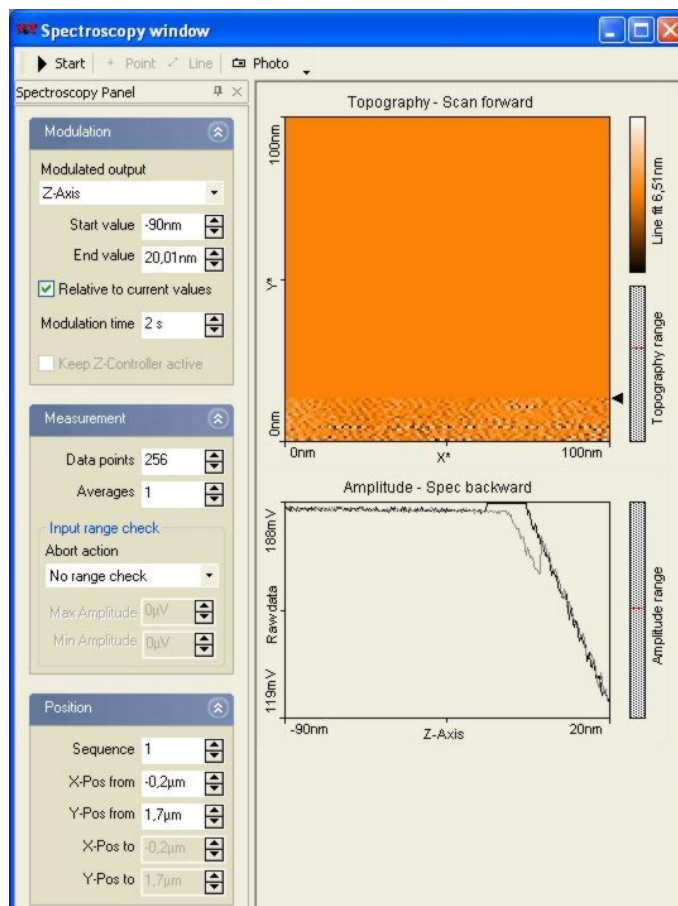 Spectroscopy window
Start Point Line Photo
Spectroscopy Panel
Modulation
Modulated output
Z-Axis
Start value -90nm
End value 20,01nm
Relative to current values
Modulation time 2 s
Keep Z-Controller active
Measurement
Data points 256
Averages 1
Input range check
Abort action
No range check
Max Amplitude 0µV
Min Amplitude 0µV
Position
Sequence 1
X-Pos from -0,2µm
Y-Pos from 1,7µm
X-Pos to -0,2µm
Y-Pos to 1,7µm
Topography - Scan forward
100nm
Y*
0nm
0nm X* 100nm
Line fit 6,51nm
Topography range
Amplitude - Spec backward
188mV
Raw data
119mV
-90nm Z-Axis 20nm
Amplitude range